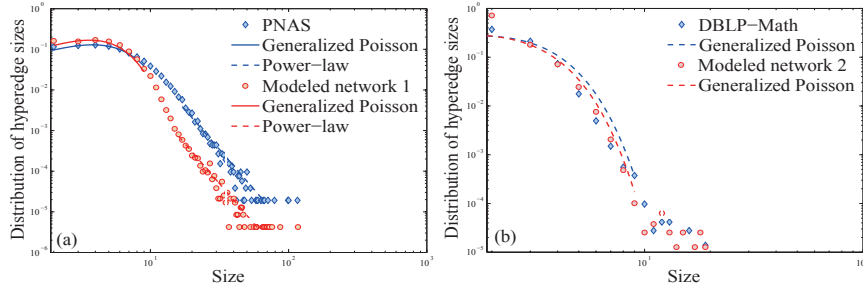 Distribution of hyperedge sizes
10^0
10^-1
10^-2
10^-3
10^-4
10^-5
10^-6
10^1
10^2
10^3
Size
(a)
PNAS
Generalized Poisson
Power-law
Modeled network 1
Generalized Poisson
Power-law
Distribution of hyperedge sizes
10^0
10^-1
10^-2
10^-3
10^-4
10^-5
10^1
Size
(b)
DBLP-Math
Generalized Poisson
Modeled network 2
Generalized Poisson